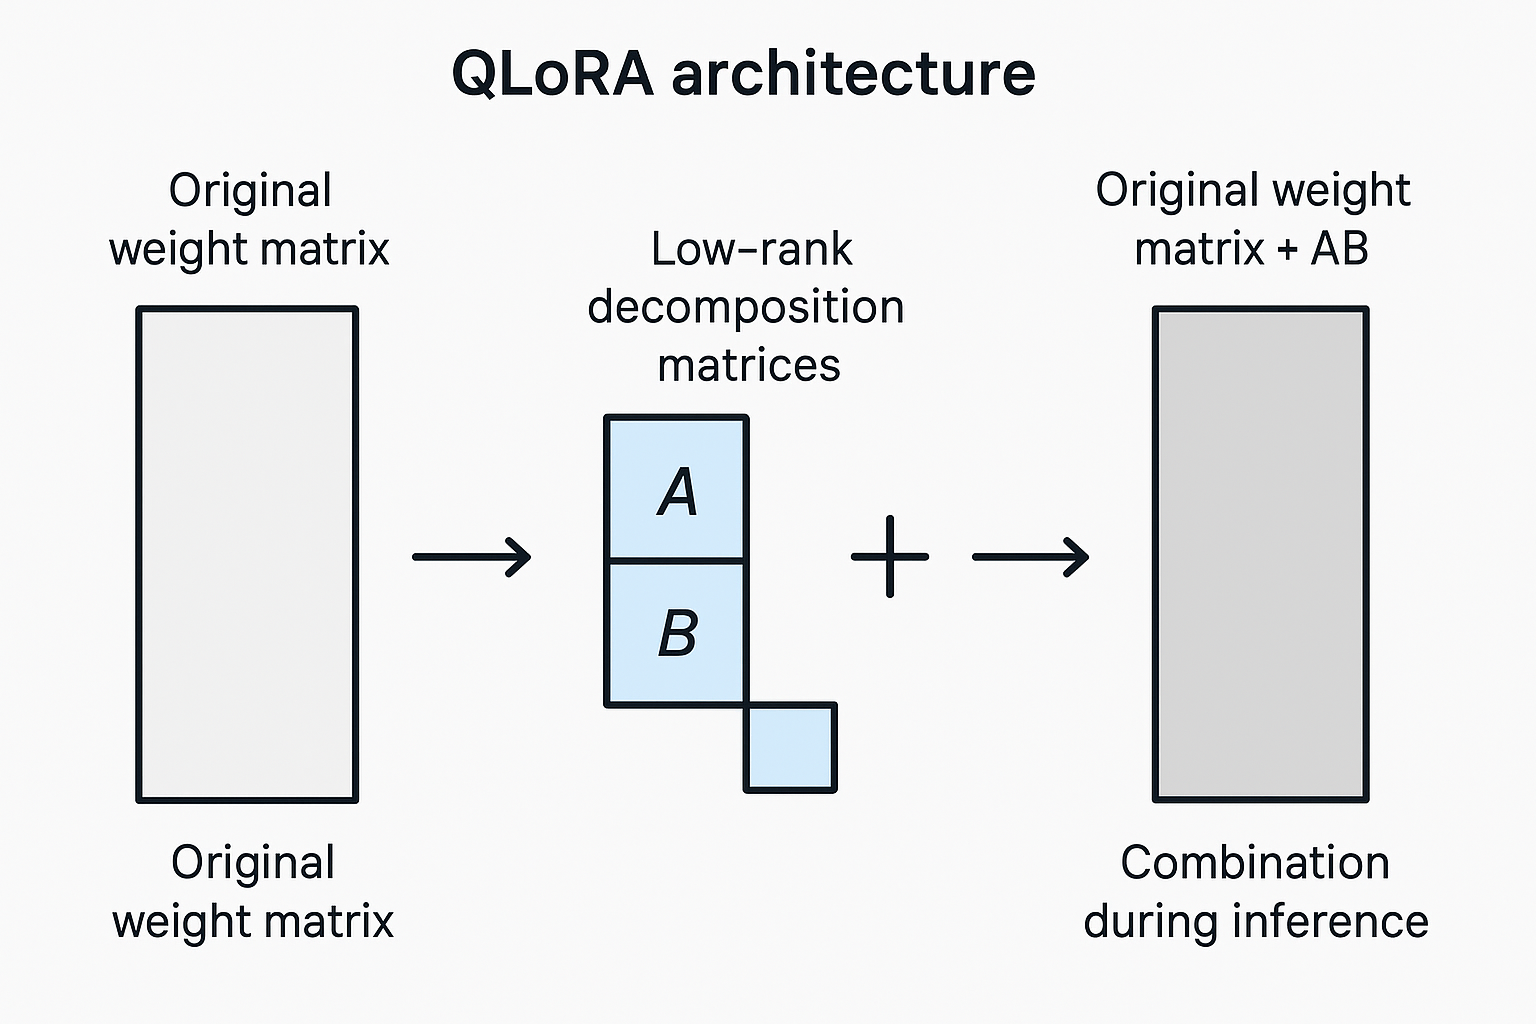 QLoRA architecture
Original
weight matrix
Low-rank
decomposition
matrices
Original weight
matrix + AB
A
B
Original
weight matrix
Combination
during inference